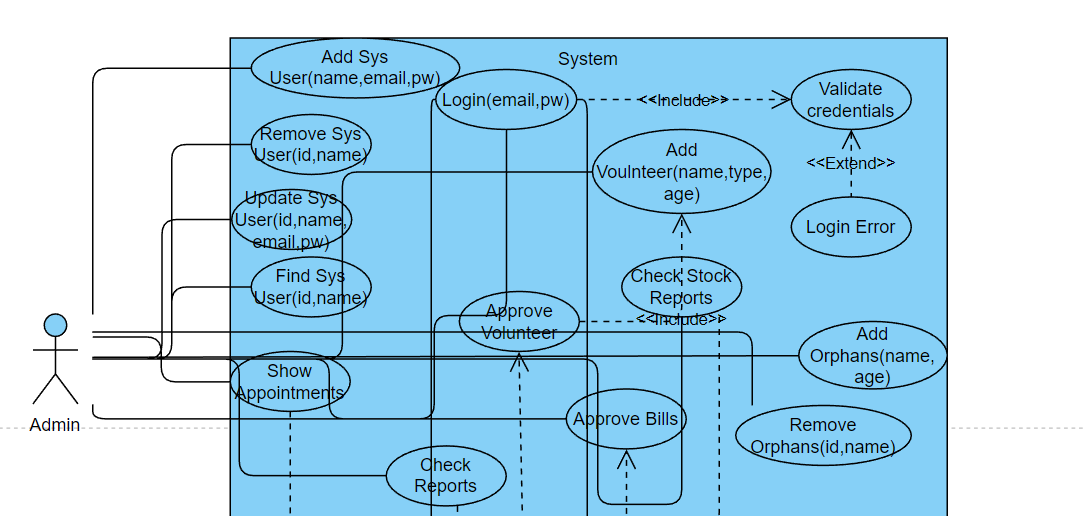 System
Add Sys
User(name,email,pw)
Login(email,pw)
<<Include>>
Validate
credentials
Remove Sys
User(id,name)
Add
Voulnteer(name,type,
age)
<<Extend>>
Update Sys
User(id,name,
email,pw)
Login Error
Find Sys
User(id,name)
Check Stock
Reports
Approve
Volunteer
<<Include>>
Add
Orphans(name,
age)
Show
Appointments
Admin
Approve Bills
Remove
Orphans(id,name)
Check
Reports